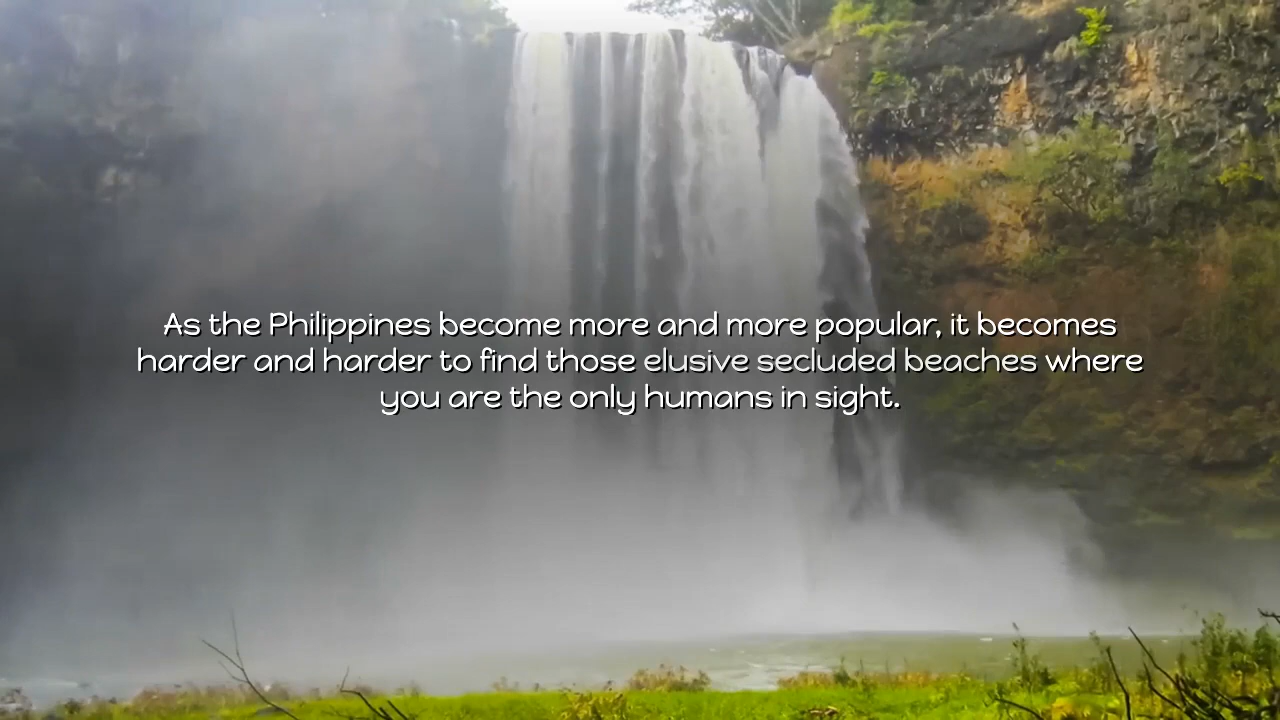 As the Philippines become more and more popular, it becomes
harder and harder to find those elusive secluded beaches where
you are the only humans in sight.